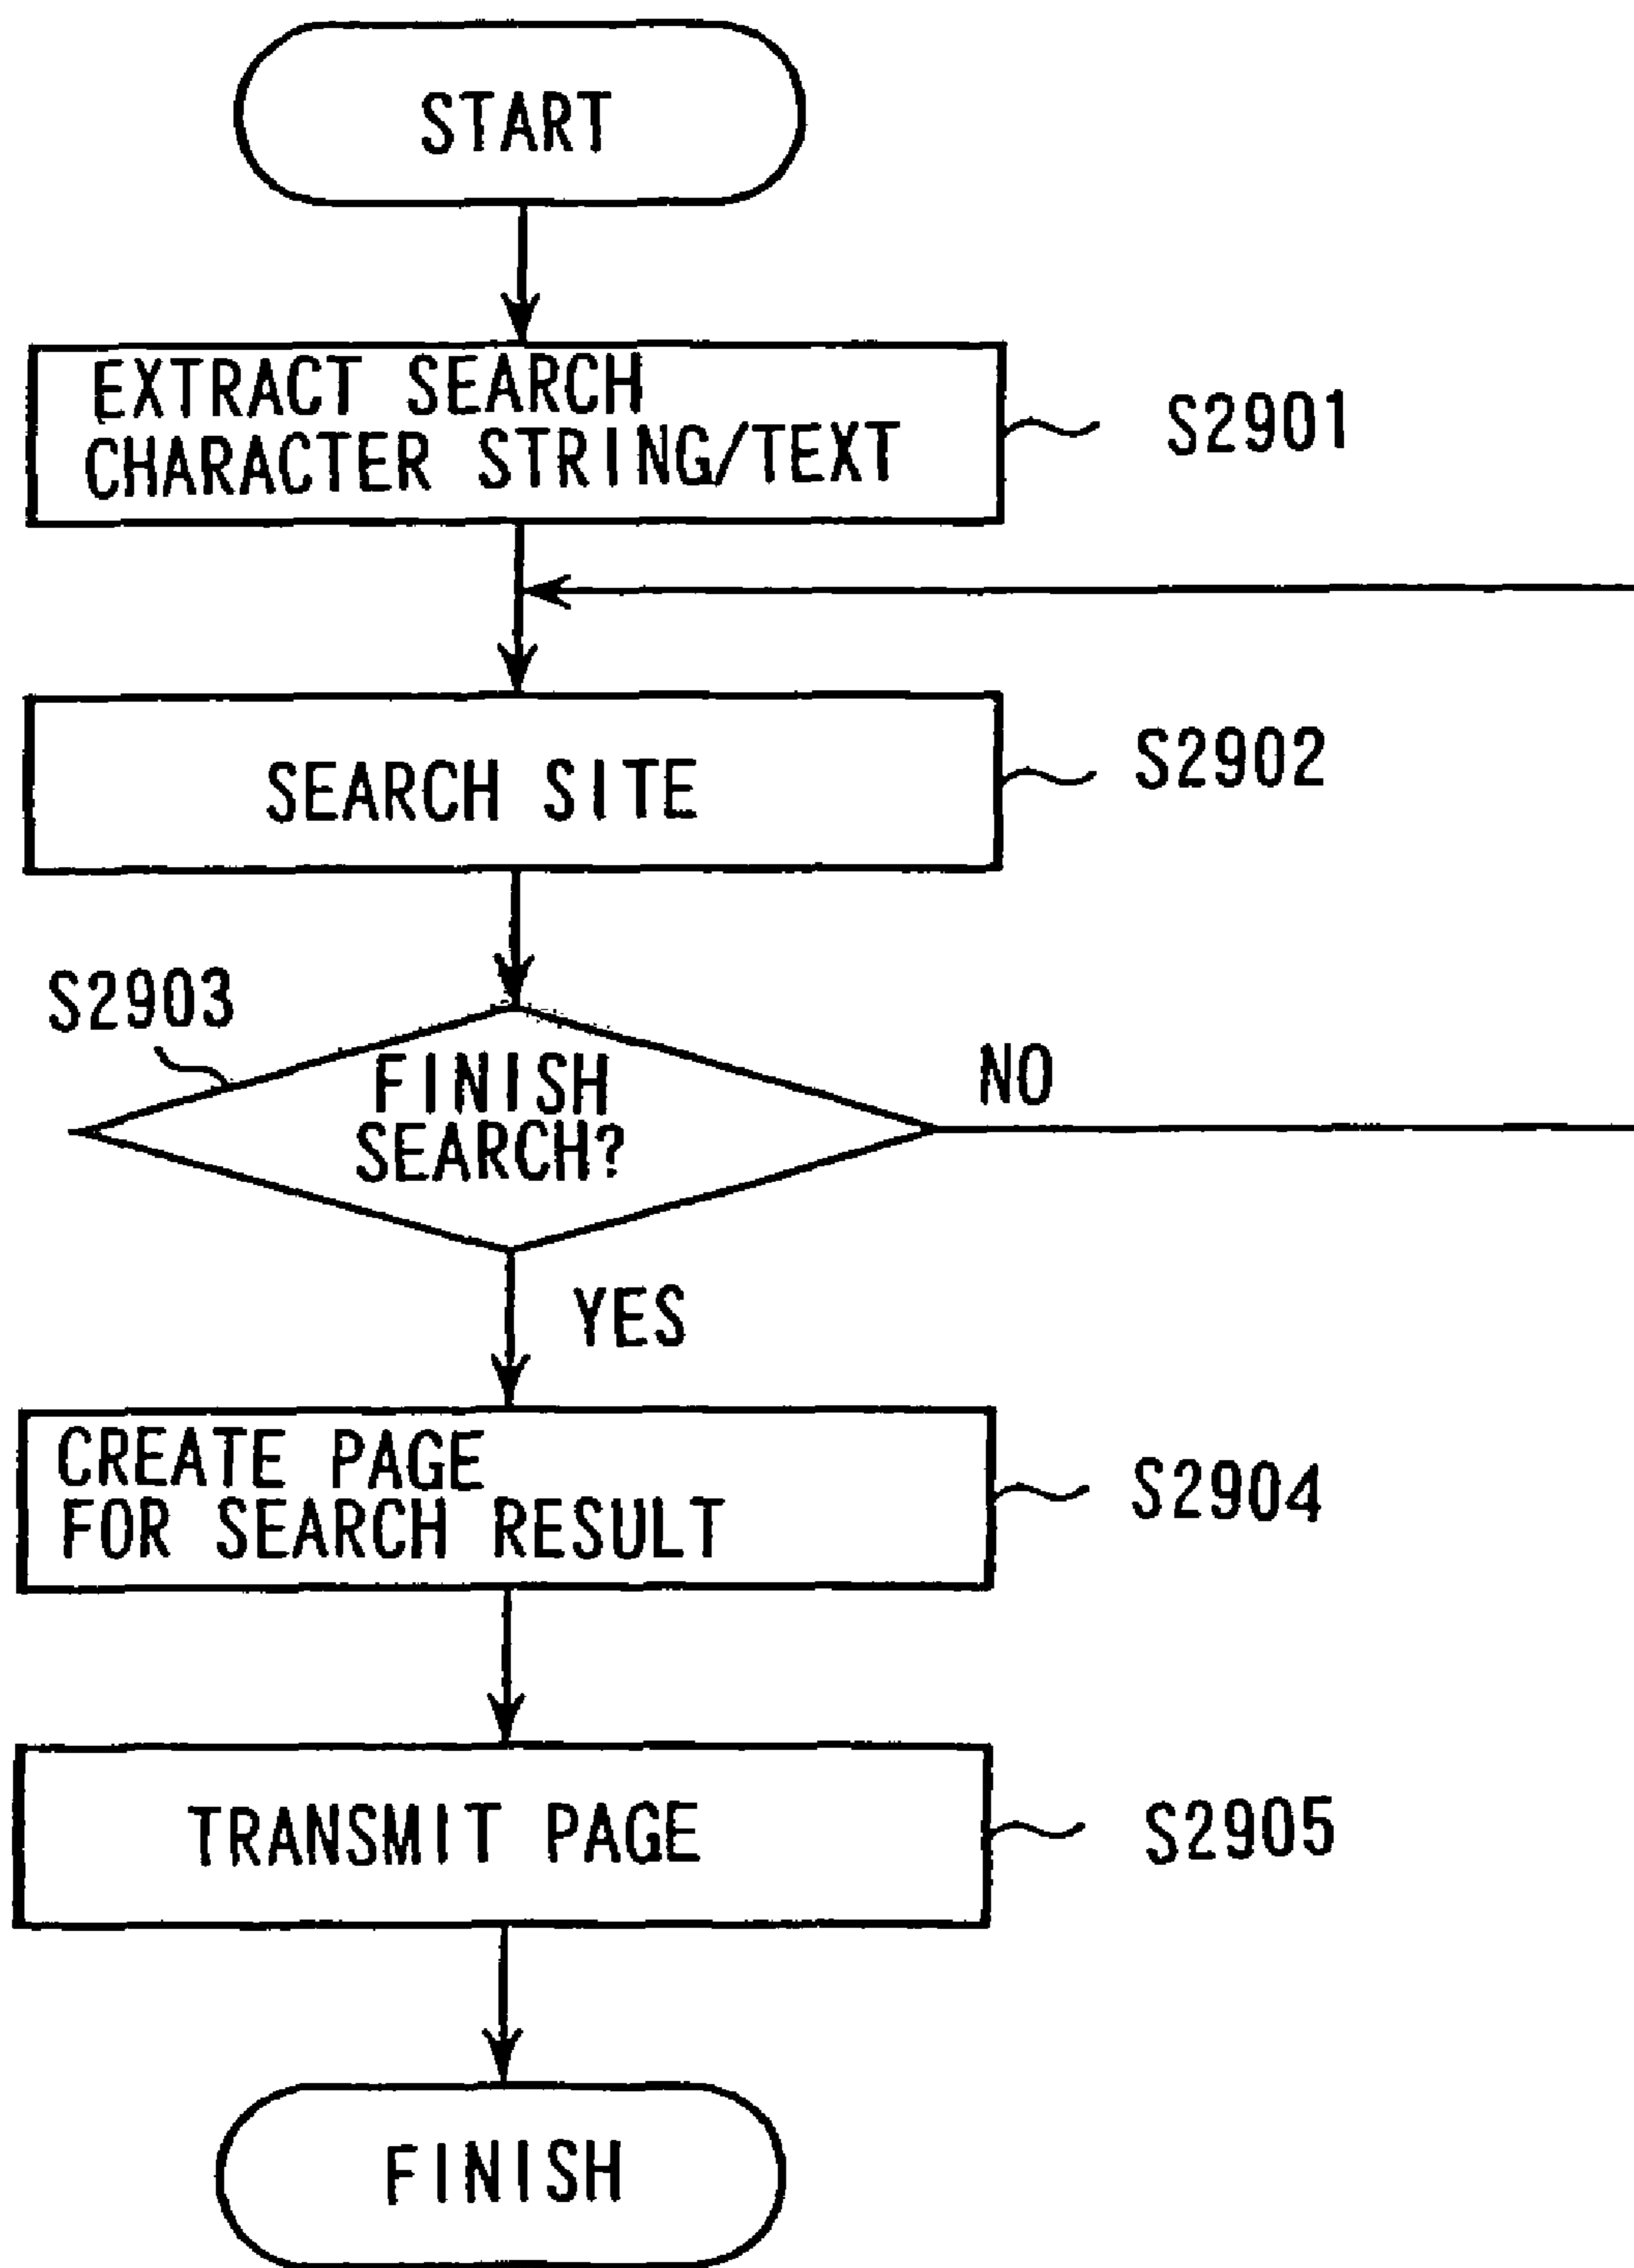 START
EXTRACT SEARCH
CHARACTER STRING/TEXT
S2901
SEARCH SITE
S2902
S2903
FINISH
SEARCH?
NO
YES
CREATE PAGE
FOR SEARCH RESULT
S2904
TRANSMIT PAGE
S2905
FINISH